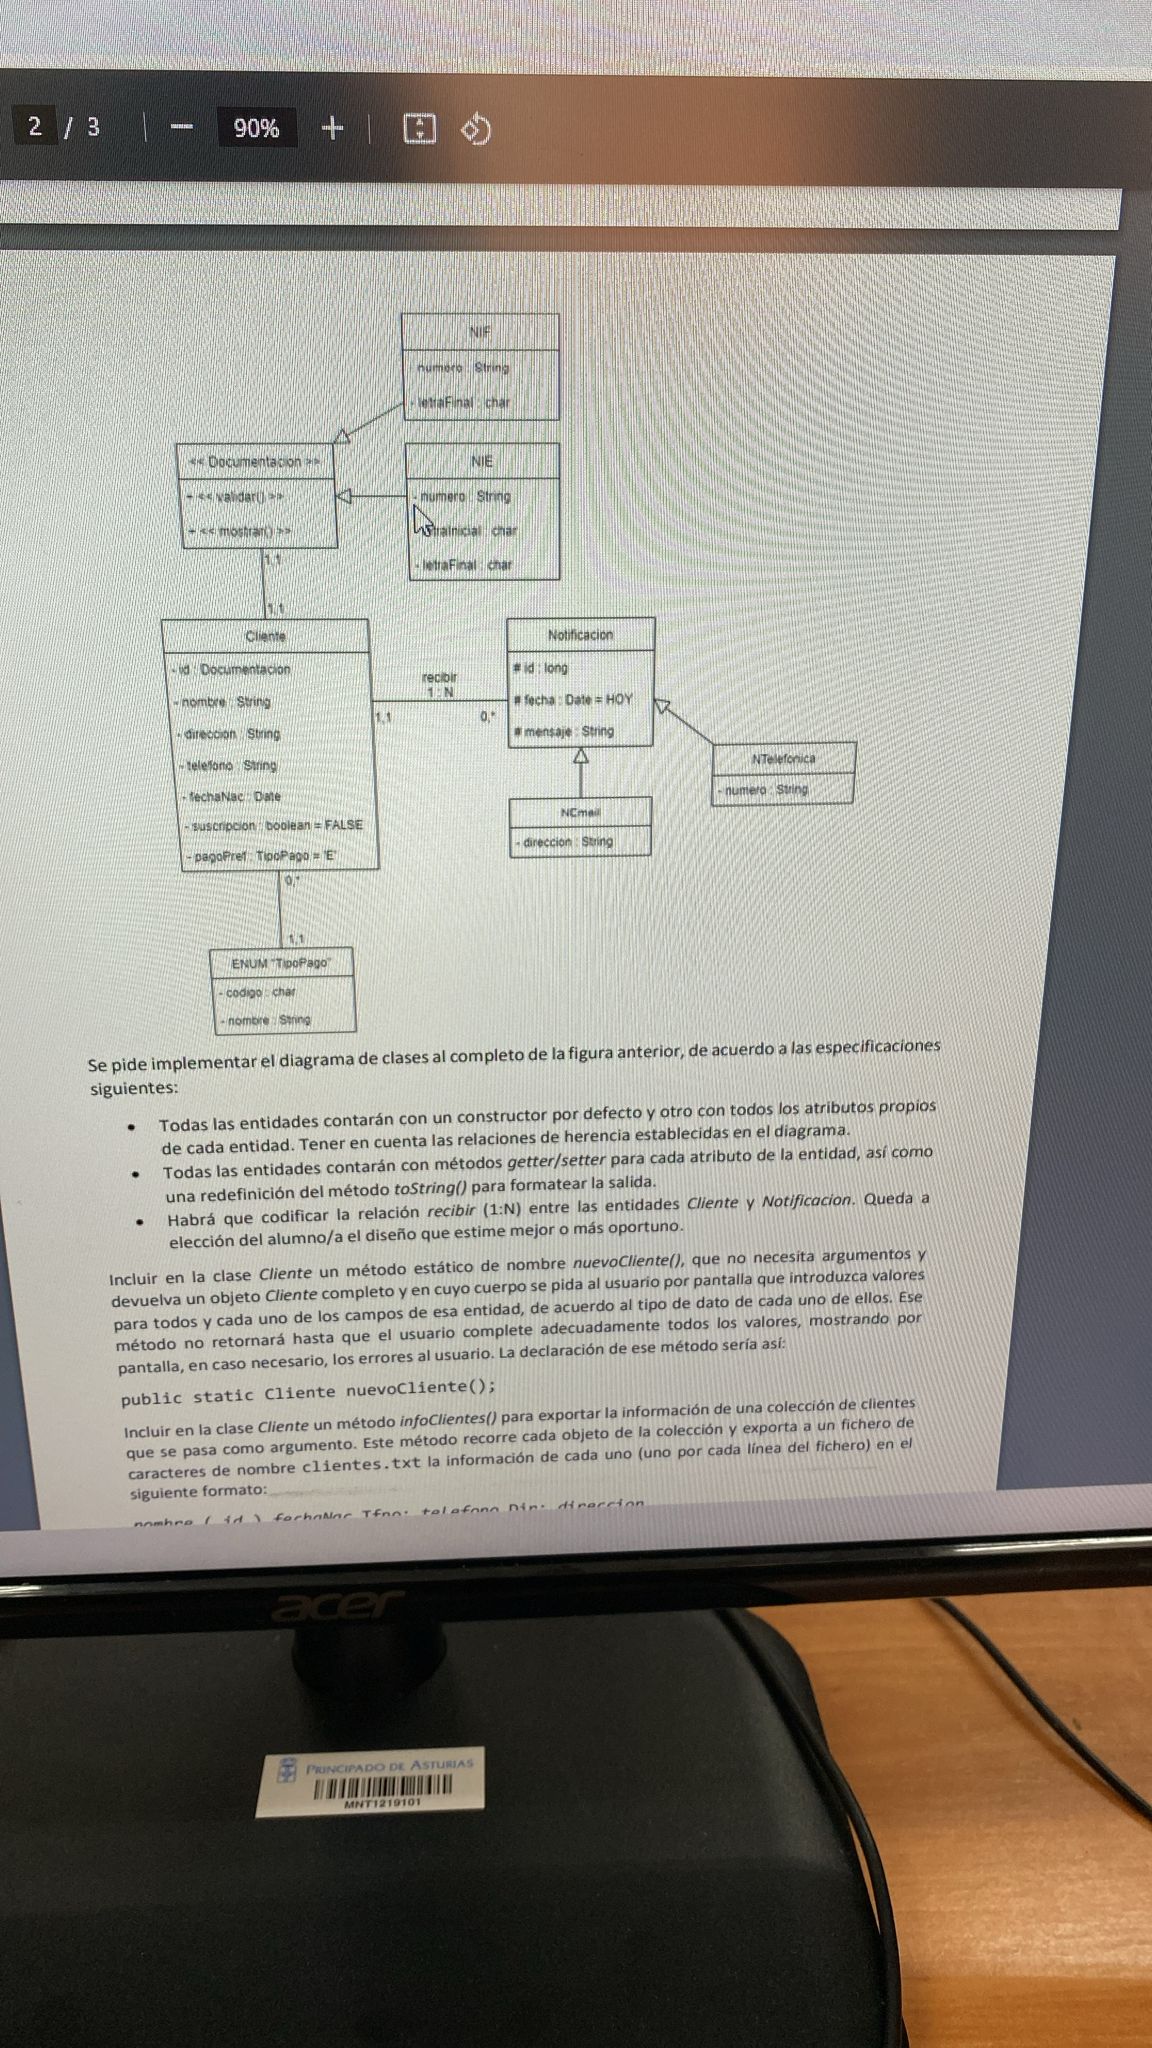 2 / 3
90%
NIF
- numero : String
- letraFinal : char
<< Documentacion >>
+ << validar() >>
+ << mostrar() >>
NIE
- numero : String
char
- letraFinal : char
1,1
1,1
Cliente
- id : Documentacion
- nombre : String
- direccion : String
- telefono : String
- fechaNac : Date
- suscripcion : boolean = FALSE
- pagoPref : TipoPago = 'E'
recibir
1 : N
1,1
0,*
Notificacion
# id : long
# fecha : Date = HOY
# mensaje : String
NTelefonica
- numero : String
NEmail
- direccion : String
0,*
1,1
ENUM "TipoPago"
- codigo : char
- nombre : String
Se pide implementar el diagrama de clases al completo de la figura anterior, de acuerdo a las especificaciones
siguientes:
• Todas las entidades contarán con un constructor por defecto y otro con todos los atributos propios
de cada entidad. Tener en cuenta las relaciones de herencia establecidas en el diagrama.
• Todas las entidades contarán con métodos getter/setter para cada atributo de la entidad, así como
una redefinición del método toString() para formatear la salida.
• Habrá que codificar la relación recibir (1:N) entre las entidades Cliente y Notificacion. Queda a
elección del alumno/a el diseño que estime mejor o más oportuno.
Incluir en la clase Cliente un método estático de nombre nuevoCliente(), que no necesita argumentos y
devuelva un objeto Cliente completo y en cuyo cuerpo se pida al usuario por pantalla que introduzca valores
para todos y cada uno de los campos de esa entidad, de acuerdo al tipo de dato de cada uno de ellos. Ese
método no retornará hasta que el usuario complete adecuadamente todos los valores, mostrando por
pantalla, en caso necesario, los errores al usuario. La declaración de ese método sería así:
public static Cliente nuevoCliente();
Incluir en la clase Cliente un método infoClientes() para exportar la información de una colección de clientes
que se pasa como argumento. Este método recorre cada objeto de la colección y exporta a un fichero de
caracteres de nombre clientes.txt la información de cada uno (uno por cada línea del fichero) en el
siguiente formato:
nombre ( id ) fechaNac Tfno: telefono Dir: direccion
acer
PRINCIPADO DE ASTURIAS
MNT1219101